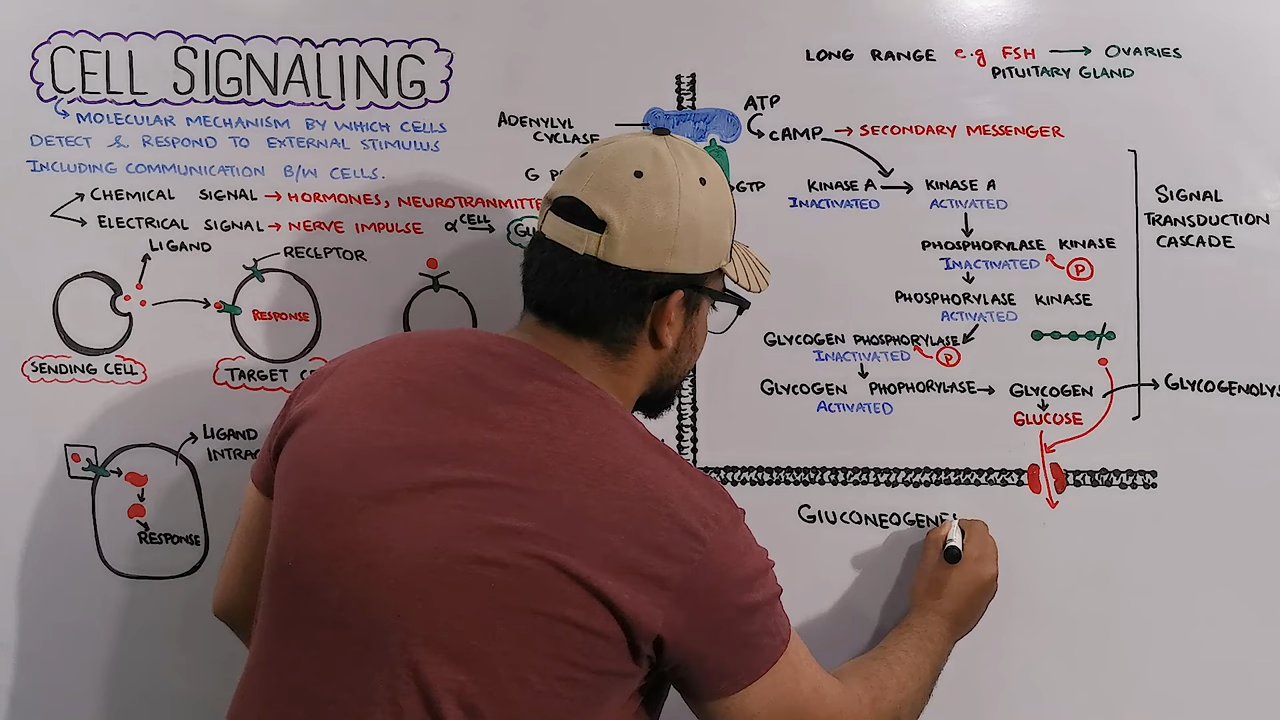 CELL SIGNALING
MOLECULAR MECHANISM BY WHICH CELLS
DETECT & RESPOND TO EXTERNAL STIMULUS
INCLUDING COMMUNICATION B/W CELLS.
CHEMICAL SIGNAL → HORMONES, NEUROTRANMITTE
ELECTRICAL SIGNAL → NERVE IMPULSE α CELL →
LIGAND
RECEPTOR
RESPONSE
SENDING CELL
TARGET
LIGAND
RESPONSE
LONG RANGE e.g FSH → OVARIES
PITUITARY GLAND
ADENYLYL
CYCLASE
G
ATP
cAMP → SECONDARY MESSENGER
GTP
KINASE A → KINASE A
INACTIVATED ACTIVATED
PHOSPHORYLASE KINASE
INACTIVATED P
PHOSPHORYLASE KINASE
ACTIVATED
GLYCOGEN PHOSPHORYLASE
INACTIVATED P
GLYCOGEN PHOPHORYLASE → GLYCOGEN → GLYCOGENOLYS
ACTIVATED GLUCOSE
SIGNAL
TRANSDUCTION
CASCADE
GlUCONEOGENE